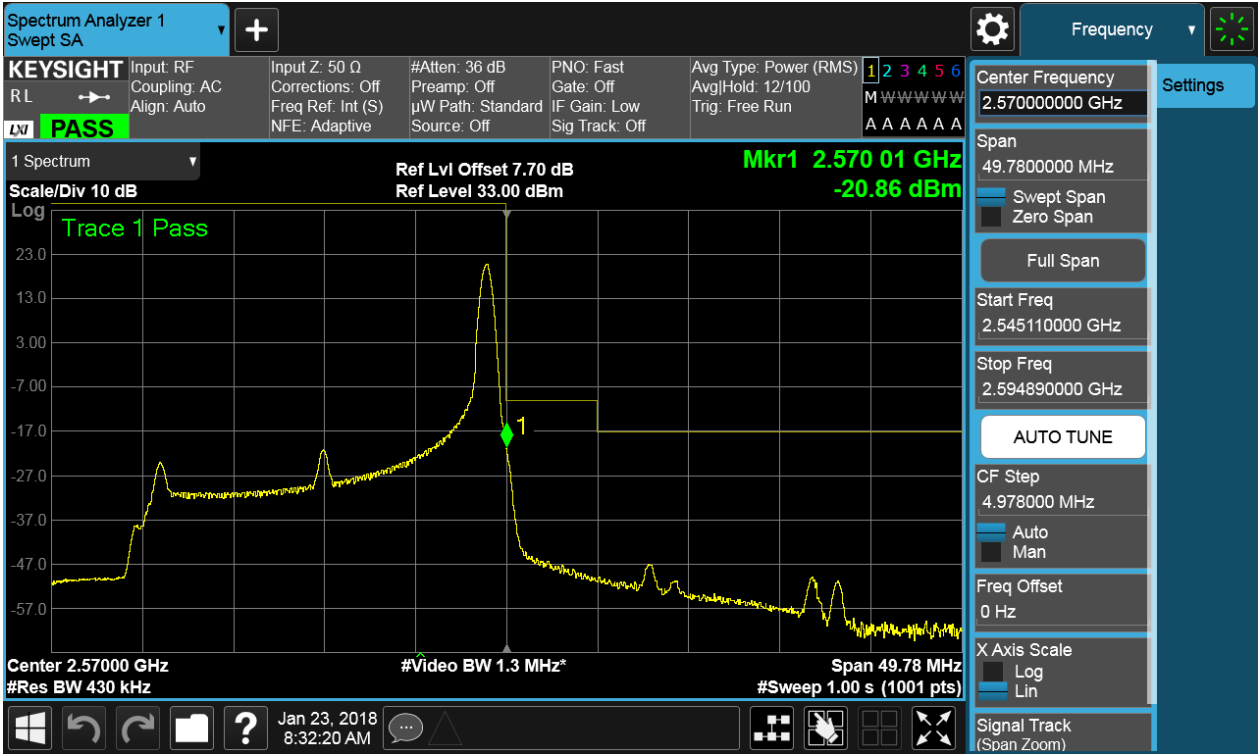 Spectrum Analyzer 1
Swept SA
+
Frequency
KEYSIGHT
R L
LXI
PASS
Input: RF
Coupling: AC
Align: Auto
Input Z: 50 Ω
Corrections: Off
Freq Ref: Int (S)
NFE: Adaptive
#Atten: 36 dB
Preamp: Off
µW Path: Standard
Source: Off
PNO: Fast
Gate: Off
IF Gain: Low
Sig Track: Off
Avg Type: Power (RMS)
Avg|Hold: 12/100
Trig: Free Run
1 2 3 4 5 6
M W W W W W
A A A A A A
1 Spectrum
Scale/Div 10 dB
Ref Lvl Offset 7.70 dB
Ref Level 33.00 dBm
Mkr1 2.570 01 GHz
-20.86 dBm
Log
Trace 1 Pass
23.0
13.0
3.00
-7.00
-17.0
-27.0
-37.0
-47.0
-57.0
1
Center 2.57000 GHz
#Res BW 430 kHz
#Video BW 1.3 MHz*
Span 49.78 MHz
#Sweep 1.00 s (1001 pts)
Center Frequency
2.570000000 GHz
Span
49.7800000 MHz
Swept Span
Zero Span
Full Span
Start Freq
2.545110000 GHz
Stop Freq
2.594890000 GHz
AUTO TUNE
CF Step
4.978000 MHz
Auto
Man
Freq Offset
0 Hz
X Axis Scale
Log
Lin
Signal Track
(Span Zoom)
Settings
?
Jan 23, 2018
8:32:20 AM